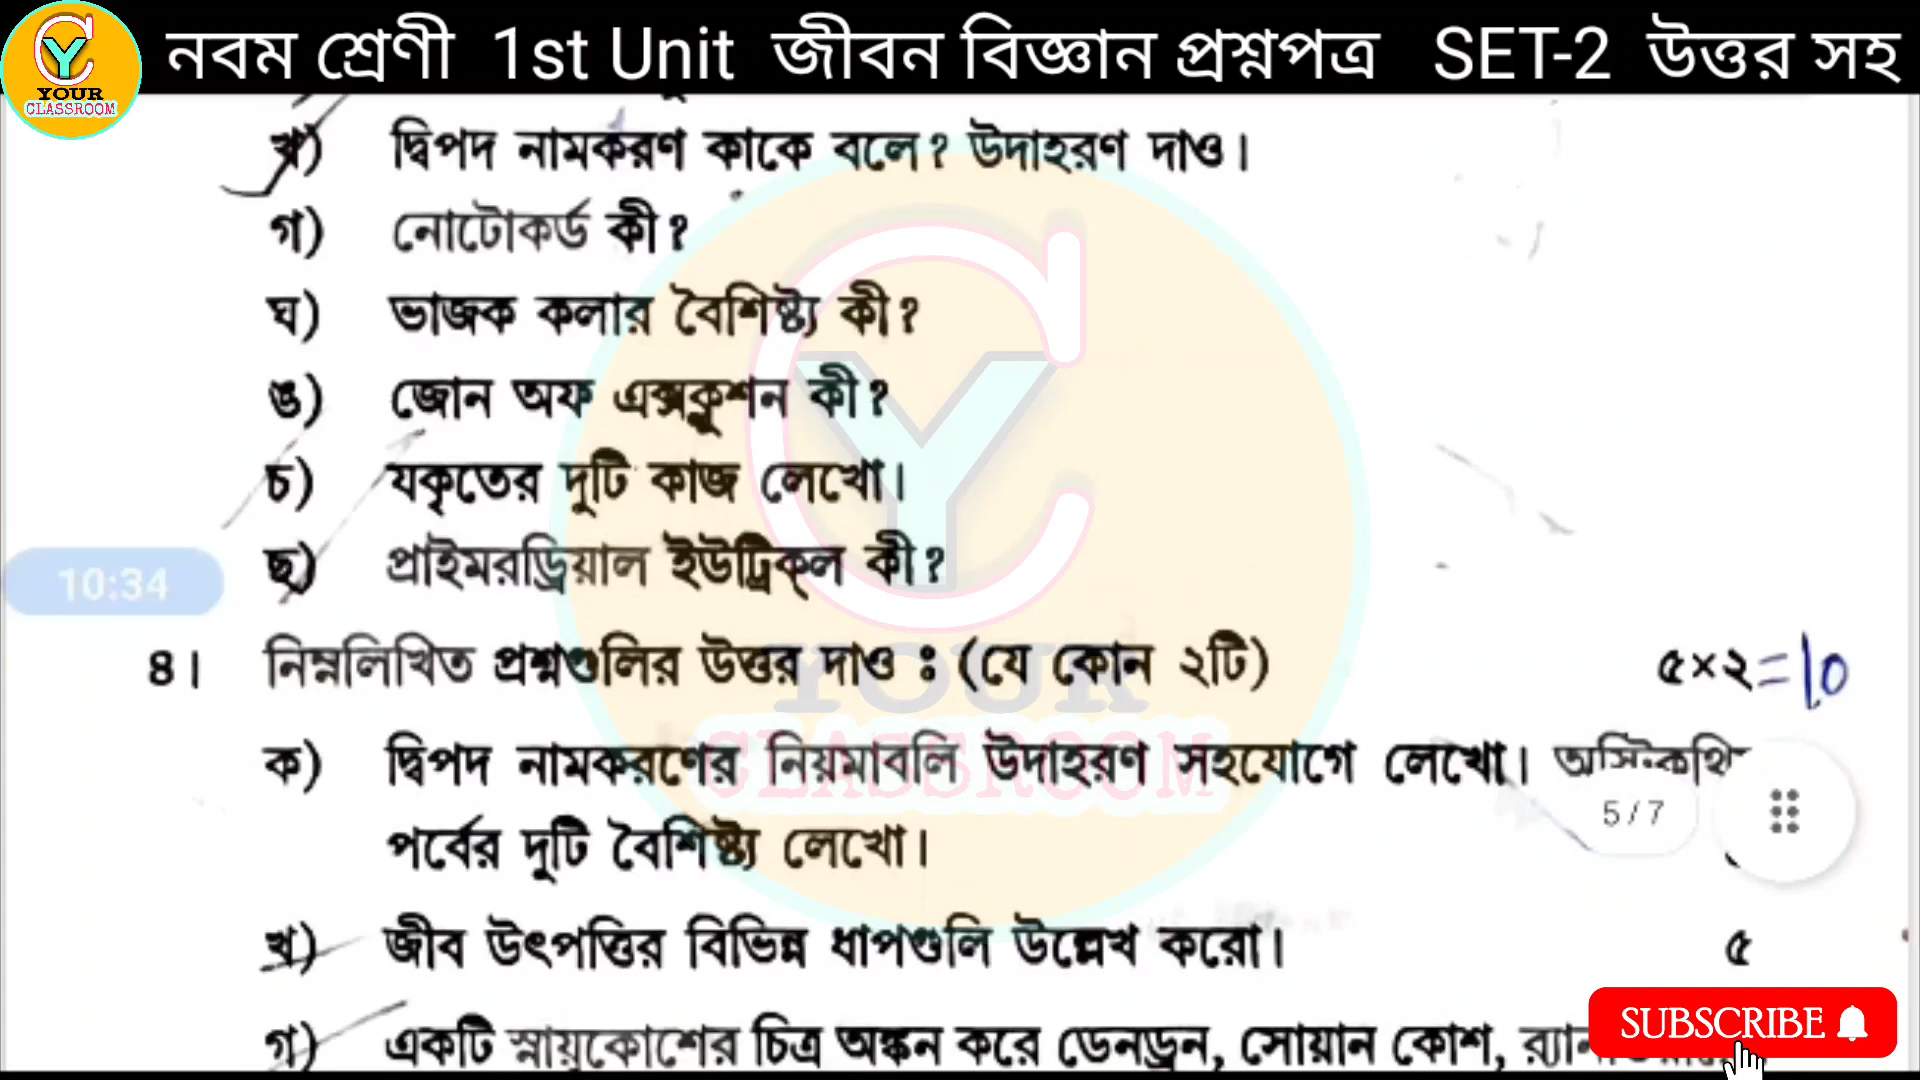 নবম শ্রেণী 1st Unit জীবন বিজ্ঞান প্রশ্নপত্র SET-2 উত্তর সহ
YOUR
CLASSROOM
খ) দ্বিপদ নামকরণ কাকে বলে? উদাহরণ দাও।
গ) নোটোকর্ড কী?
ঘ) ভাজক কলার বৈশিষ্ট্য কী?
ঙ) জোন অফ এক্সক্লুশন কী?
চ) যকৃতের দুটি কাজ লেখো।
10:34
ছ) প্রাইমরড্রিয়াল ইউট্রিক্‌ল কী?
৪। নিম্নলিখিত প্রশ্নগুলির উত্তর দাও ঃ (যে কোন ২টি) ৫×২=10
YOUR
CLASSROOM
ক) দ্বিপদ নামকরণের নিয়মাবলি উদাহরণ সহযোগে লেখো।
5/7
পর্বের দুটি বৈশিষ্ট্য লেখো।
খ) জীব উৎপত্তির বিভিন্ন ধাপগুলি উল্লেখ করো। ৫
গ) একটি স্নায়ুকোশের চিত্র অঙ্কন করে ডেনড্রন, সোয়ান কোশ,
SUBSCRIBE